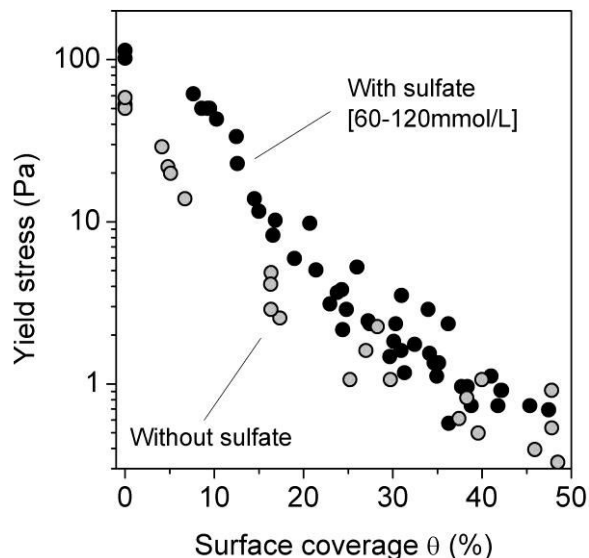 100
10
1
Yield stress (Pa)
With sulfate
[60-120mmol/L]
Without sulfate
0 10 20 30 40 50
Surface coverage θ (%)